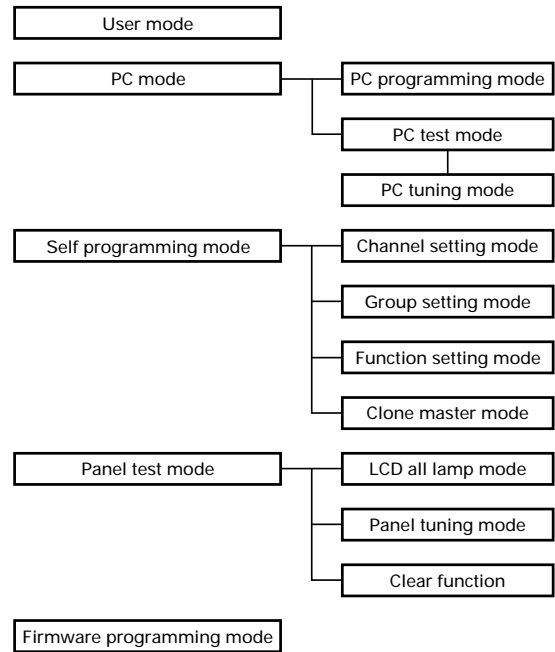 User mode
PC mode
PC programming mode
PC test mode
PC tuning mode
Self programming mode
Channel setting mode
Group setting mode
Function setting mode
Clone master mode
Panel test mode
LCD all lamp mode
Panel tuning mode
Clear function
Firmware programming mode